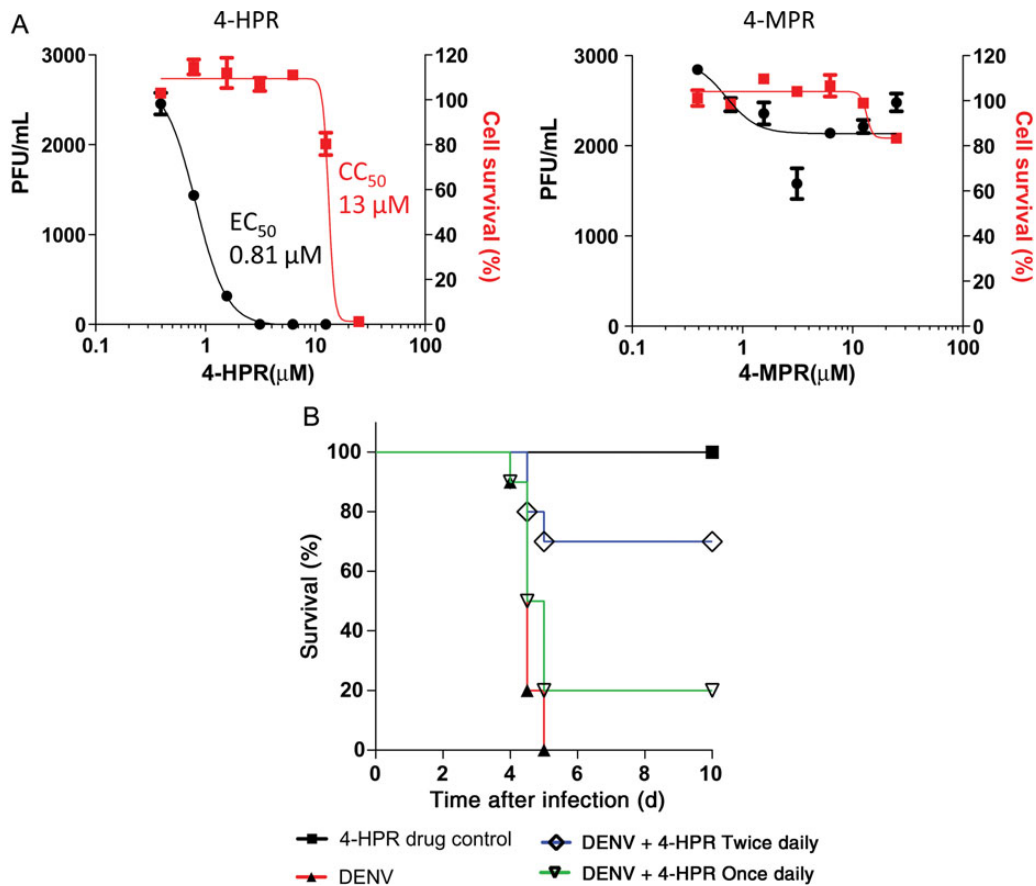 A
4-HPR
4-MPR
3000
2000
1000
0
PFU/mL
120
100
80
60
40
20
0
Cell survival (%)
EC50
0.81 μM
CC50
13 μM
0.1 1 10 100
4-HPR(μM)
3000
2000
1000
0
PFU/mL
120
100
80
60
40
20
0
Cell survival (%)
0.1 1 10 100
4-MPR(μM)
B
100
80
60
40
20
0
Survival (%)
0 2 4 6 8 10
Time after infection (d)
4-HPR drug control
DENV + 4-HPR Twice daily
DENV
DENV + 4-HPR Once daily